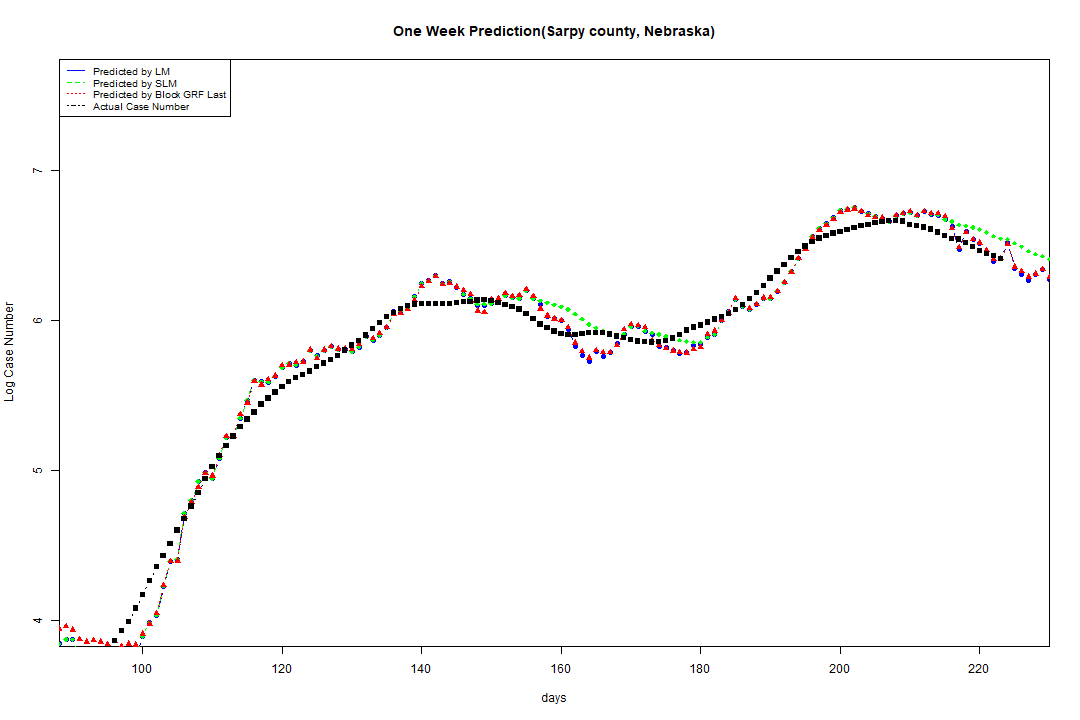 One Week Prediction(Sarpy county, Nebraska)
Predicted by LM
Predicted by SLM
Predicted by Block GRF Last
Actual Case Number
Log Case Number
7
6
5
4
100 120 140 160 180 200 220
days